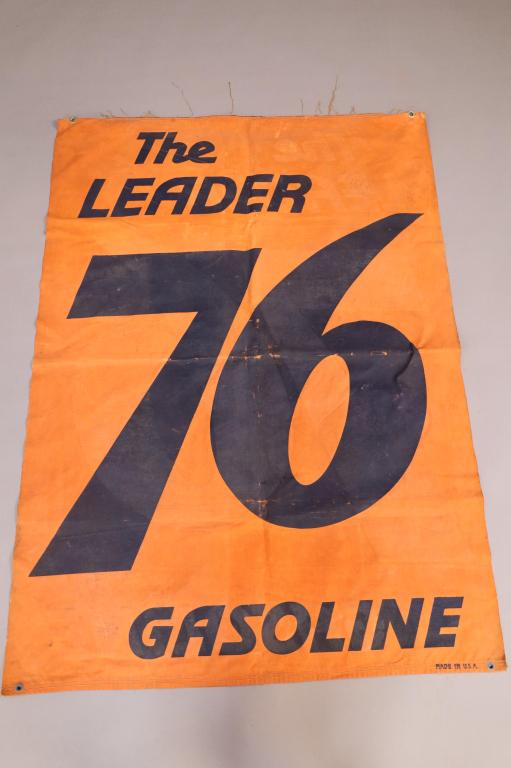 The
LEADER
76
GASOLINE
MADE IN U.S.A.